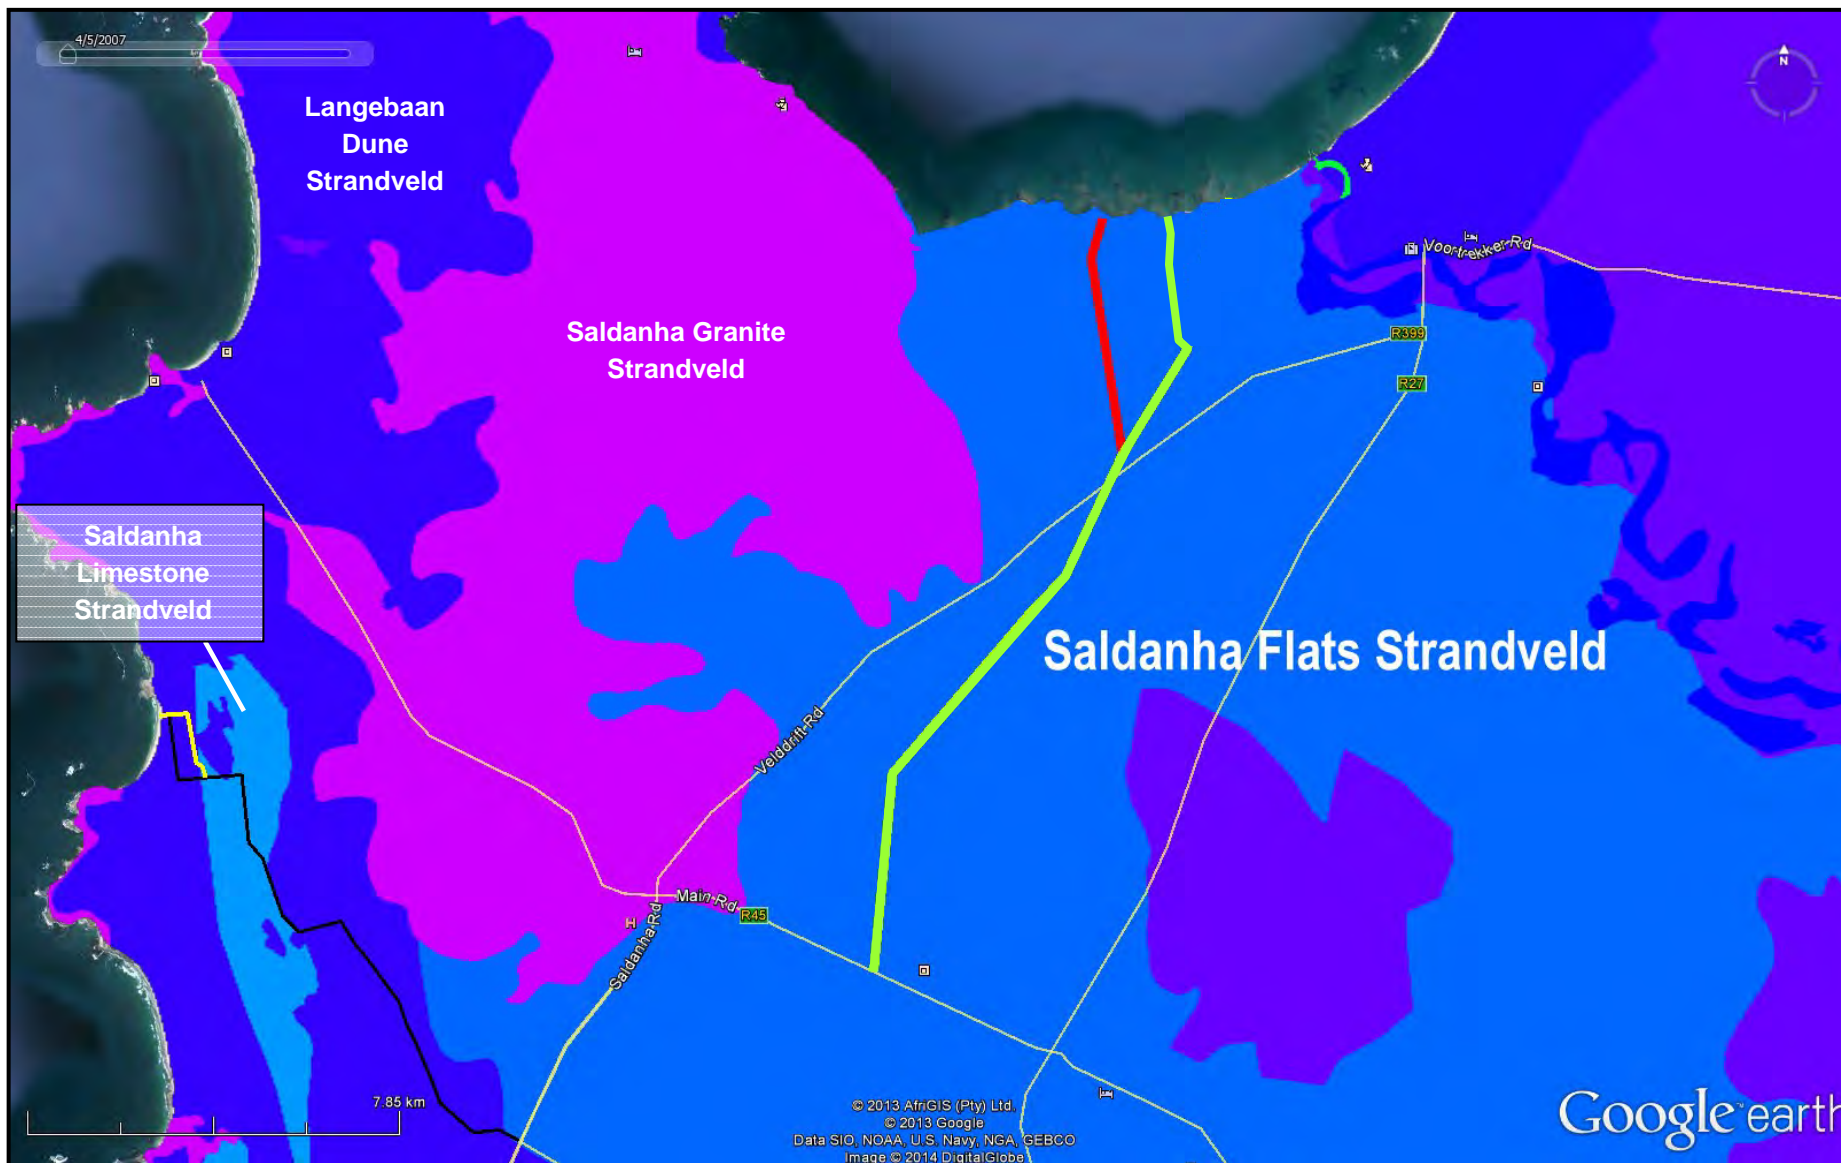 4/5/2007
N
Langebaan
Dune
Strandveld
Voortrekker Rd
Saldanha Granite
Strandveld
R399
R27
Saldanha
Limestone
Strandveld
Saldanha Flats Strandveld
Velddrift Rd
Main Rd
R45
H
Saldanha Rd
7.85 km
© 2013 AfriGIS (Pty) Ltd.
© 2013 Google
Data SIO, NOAA, U.S. Navy, NGA, GEBCO
Image © 2014 DigitalGlobe
Google earth